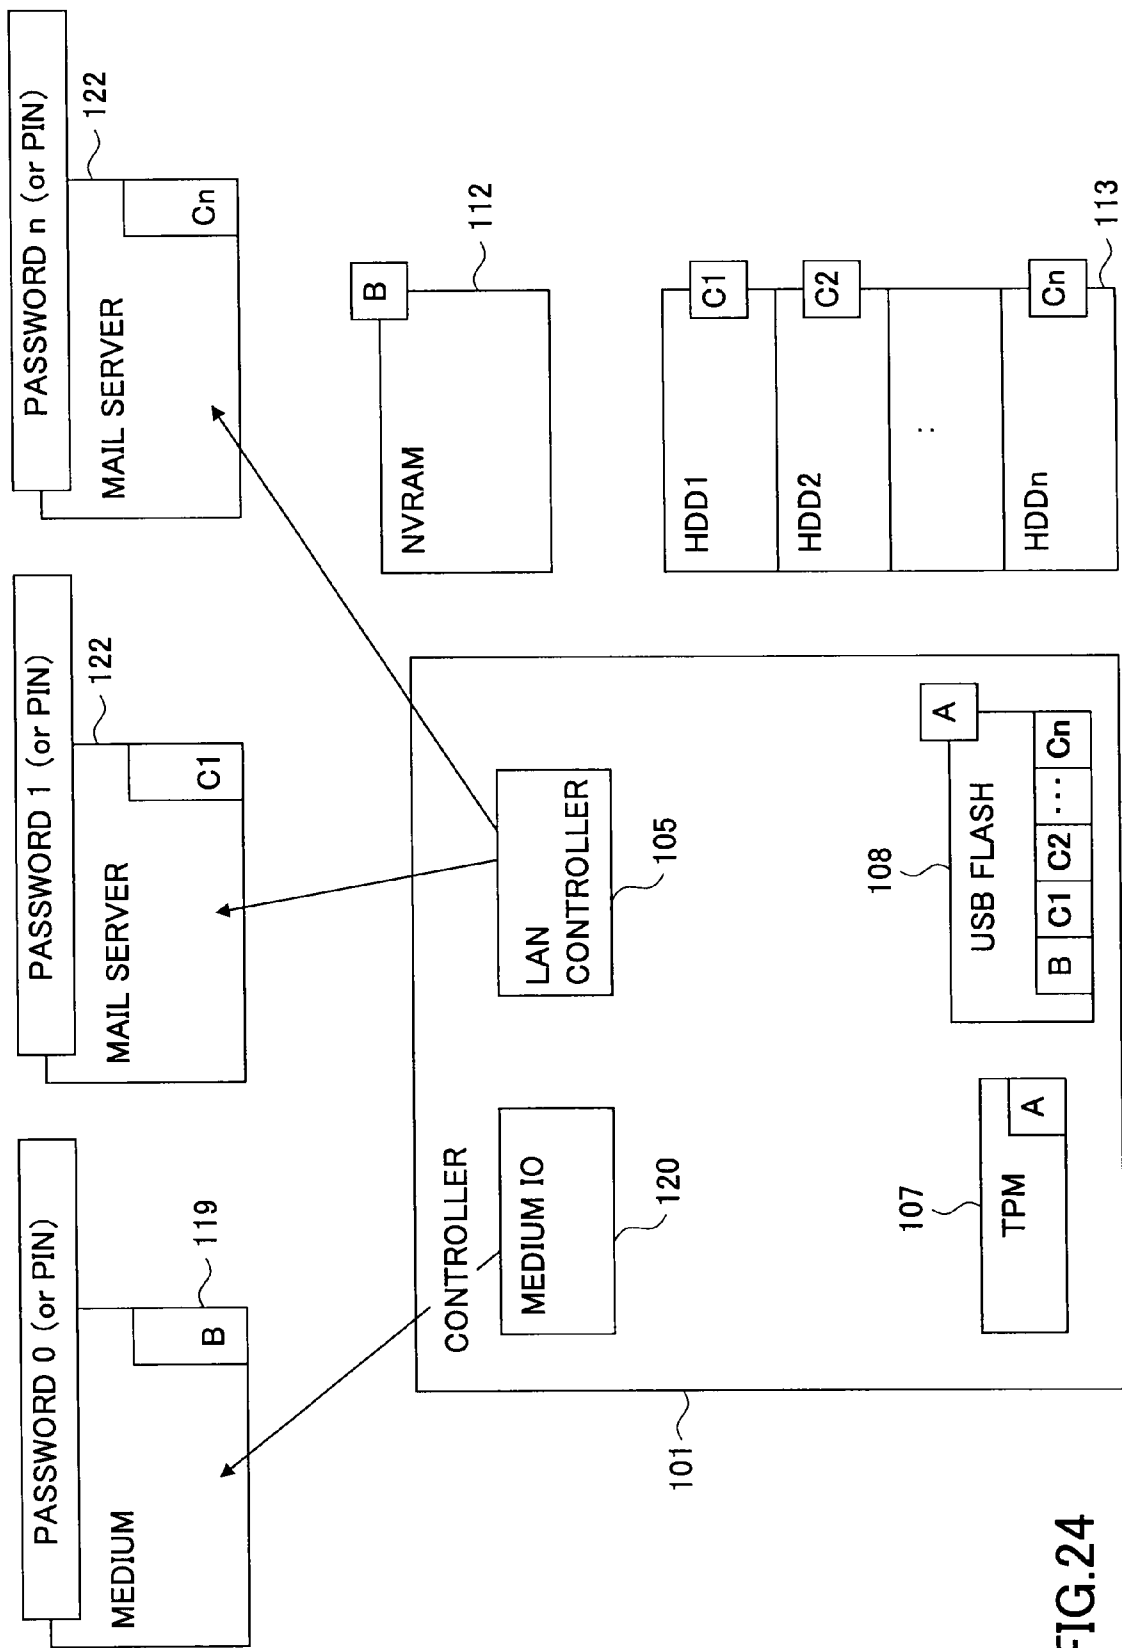 PASSWORD 0 (or PIN)
MEDIUM
B
119
PASSWORD 1 (or PIN)
MAIL SERVER
C1
122
PASSWORD n (or PIN)
MAIL SERVER
Cn
122
CONTROLLER
MEDIUM IO
120
LAN
CONTROLLER
105
101
107
TPM
A
108
USB FLASH
A
B
C1
C2
...
Cn
NVRAM
B
112
HDD1
C1
HDD2
C2
:
HDDn
Cn
113
FIG.24